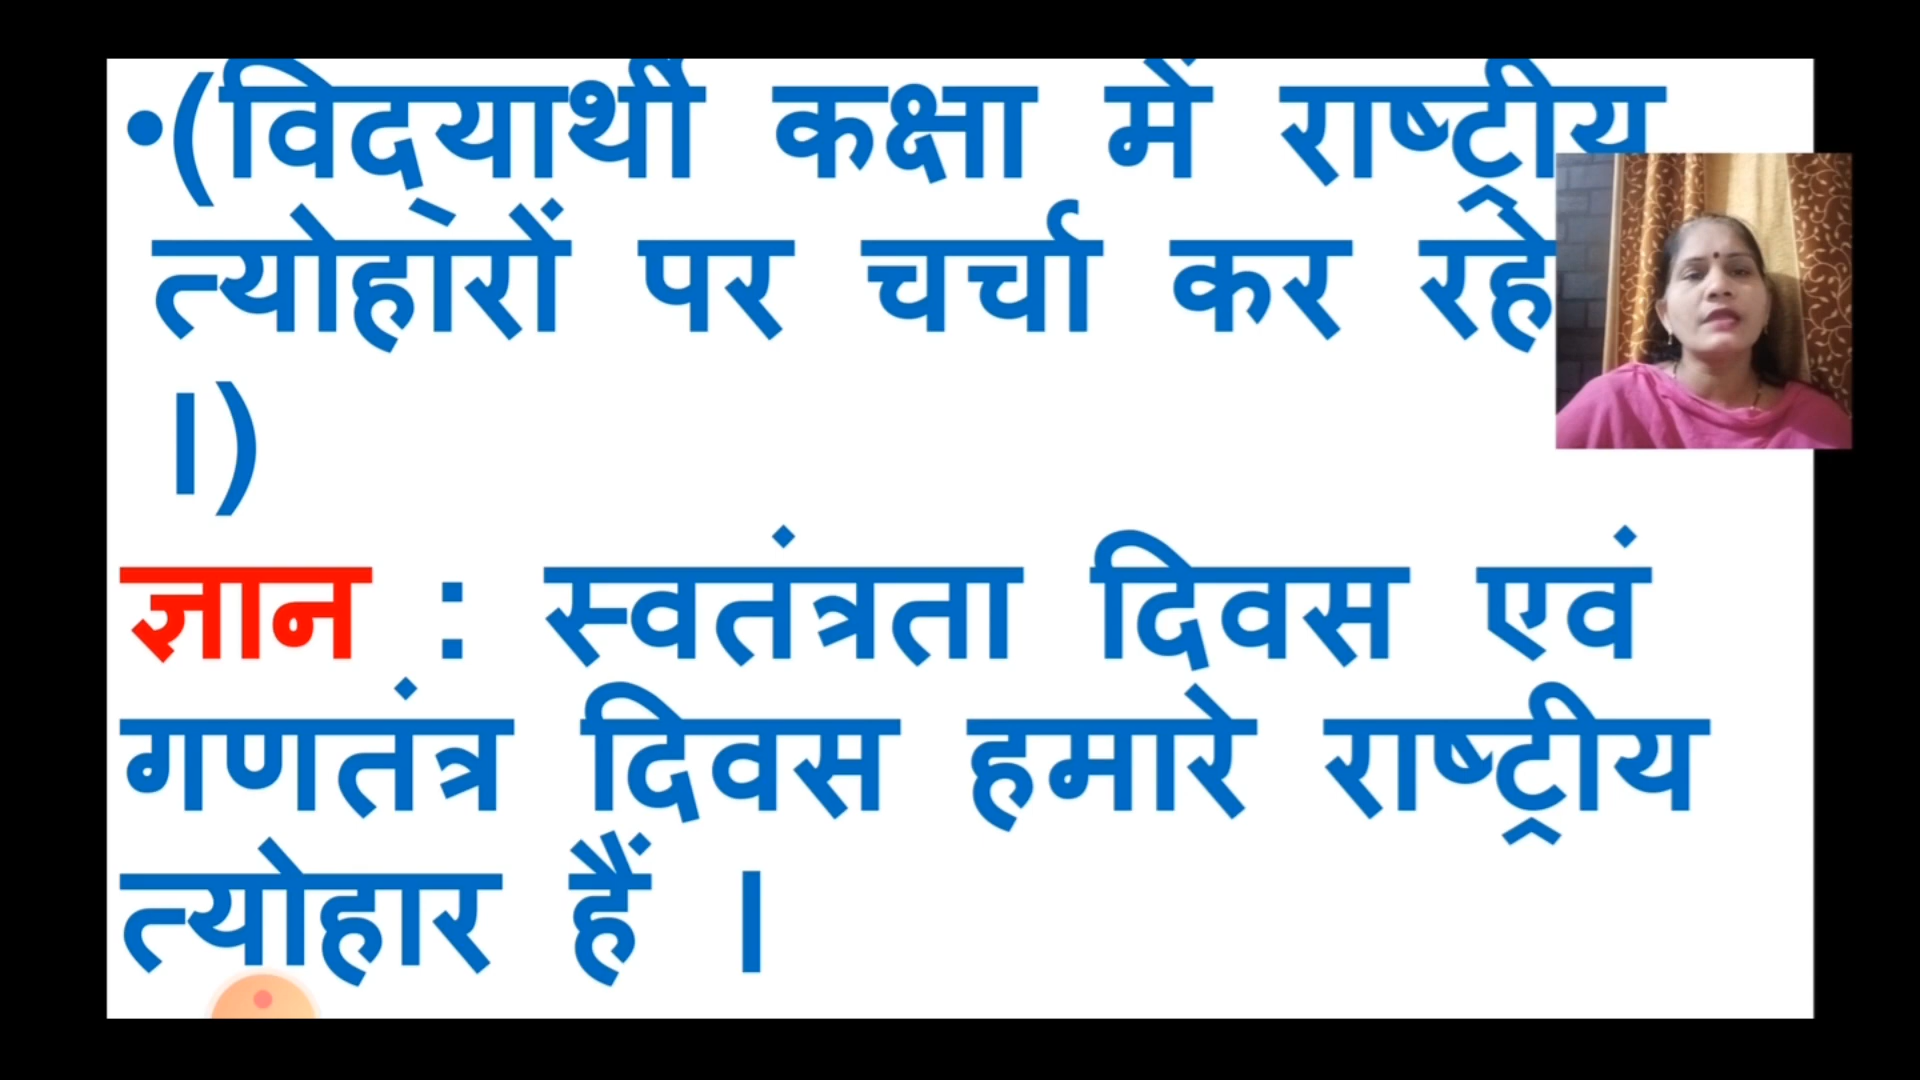 •(विद्यार्थी कक्षा में राष्ट्रीय
त्योहारों पर चर्चा कर रहे
।)
ज्ञान : स्वतंत्रता दिवस एवं
गणतंत्र दिवस हमारे राष्ट्रीय
त्योहार हैं ।